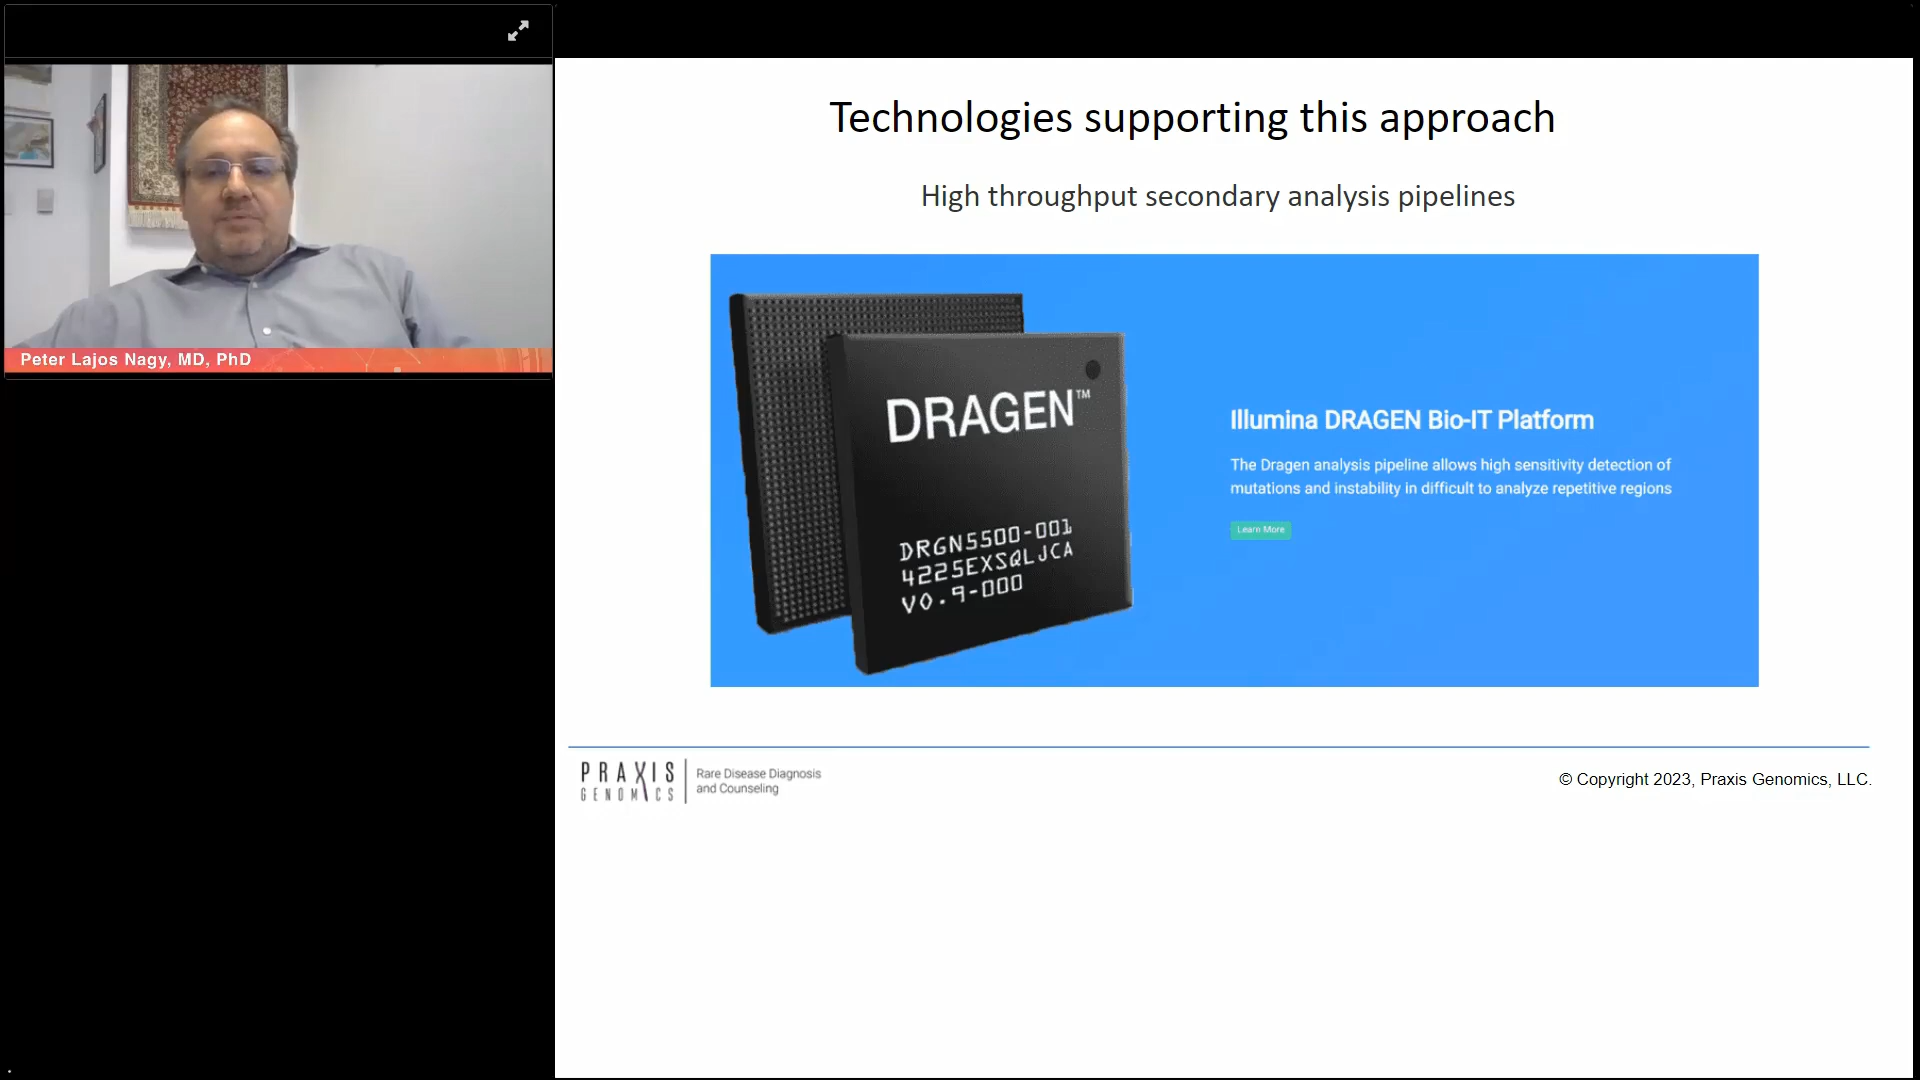 Peter Lajos Nagy, MD, PhD
Technologies supporting this approach
High throughput secondary analysis pipelines
DRAGEN™
DRGN5500-001
4225EXSQLJCA
V0.9-000
Illumina DRAGEN Bio-IT Platform
The Dragen analysis pipeline allows high sensitivity detection of
mutations and instability in difficult to analyze repetitive regions
Learn More
PRAXIS
GENOMICS
Rare Disease Diagnosis
and Counseling
© Copyright 2023, Praxis Genomics, LLC.